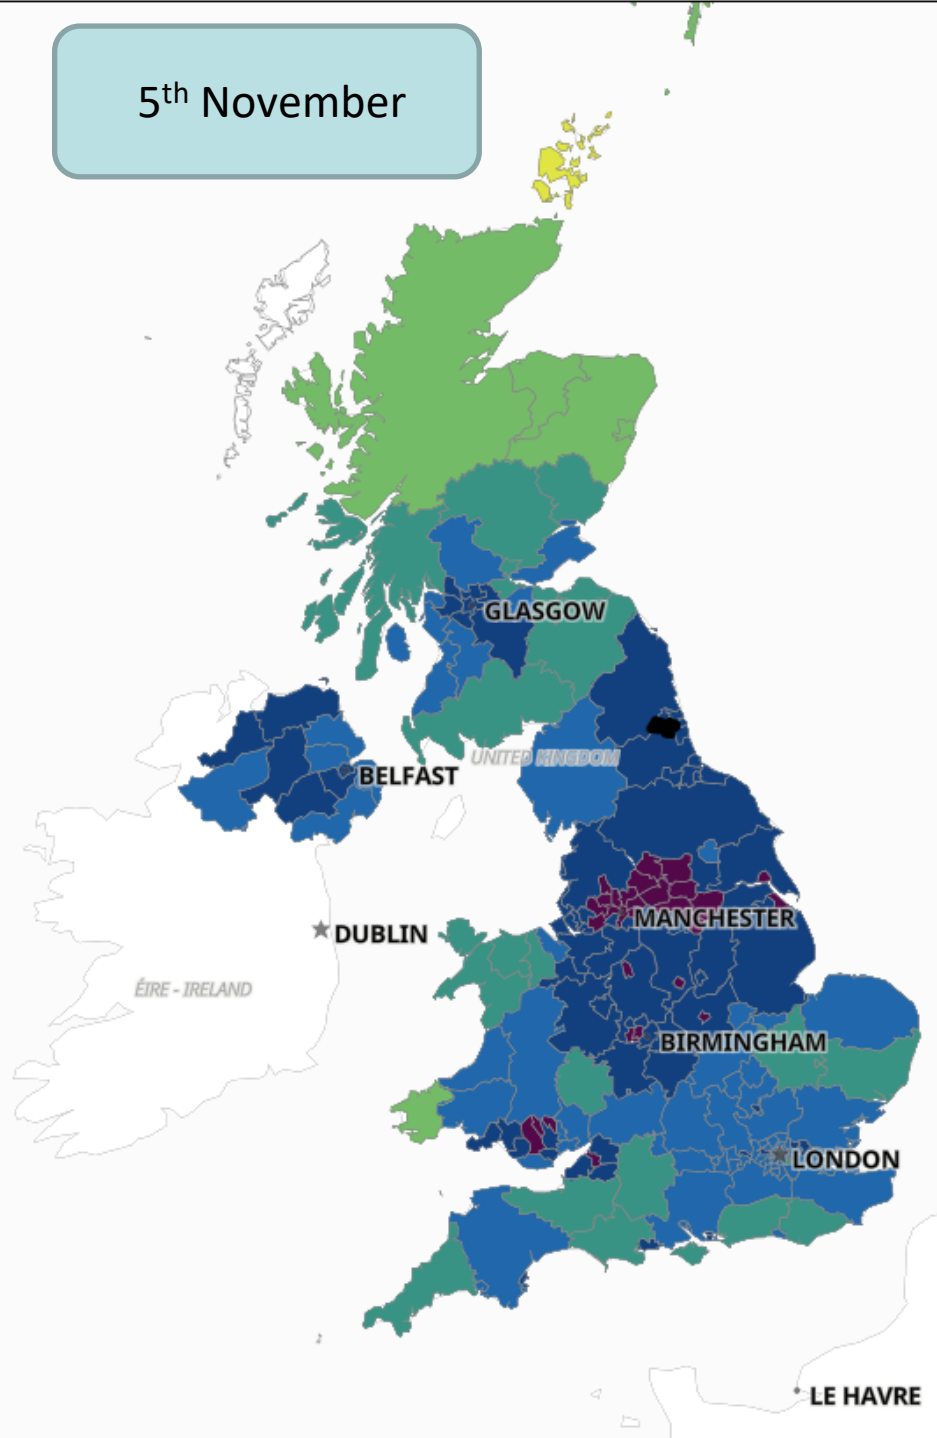 5th November
GLASGOW
UNITED KINGDOM
BELFAST
MANCHESTER
DUBLIN
ÉIRE - IRELAND
BIRMINGHAM
LONDON
LE HAVRE